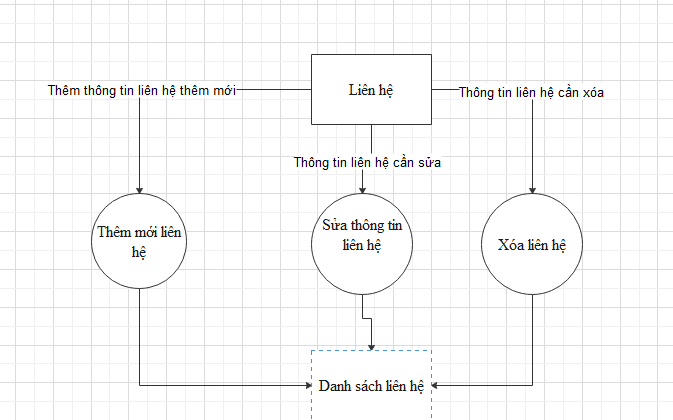 Liên hệ
Thêm thông tin liên hệ thêm mới
Thông tin liên hệ cần xóa
Thông tin liên hệ cần sửa
Thêm mới liên
hệ
Sửa thông tin
liên hệ
Xóa liên hệ
Danh sách liên hệ